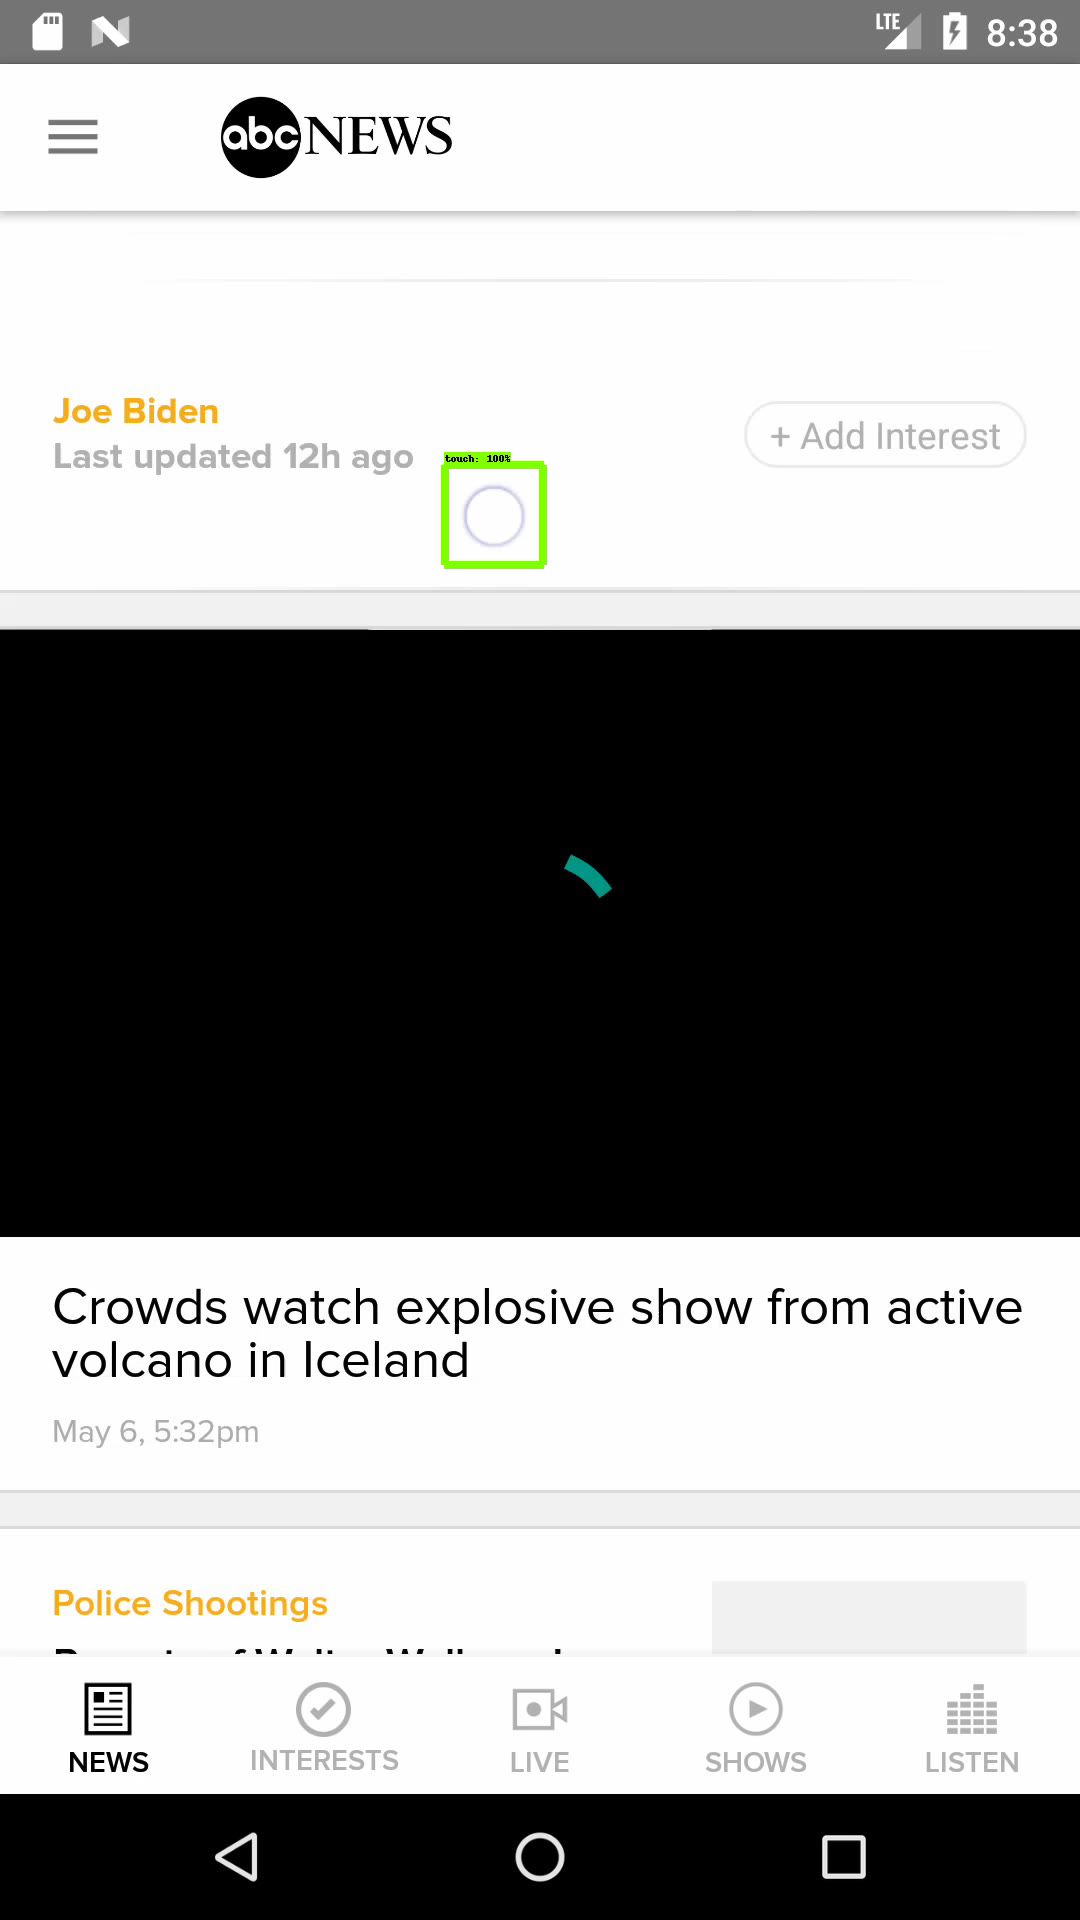 LTE 8:38
abc NEWS
Joe Biden
Last updated 12h ago
+ Add Interest
touch: 100%
Crowds watch explosive show from active
volcano in Iceland
May 6, 5:32pm
Police Shootings
NEWS
INTERESTS
LIVE
SHOWS
LISTEN